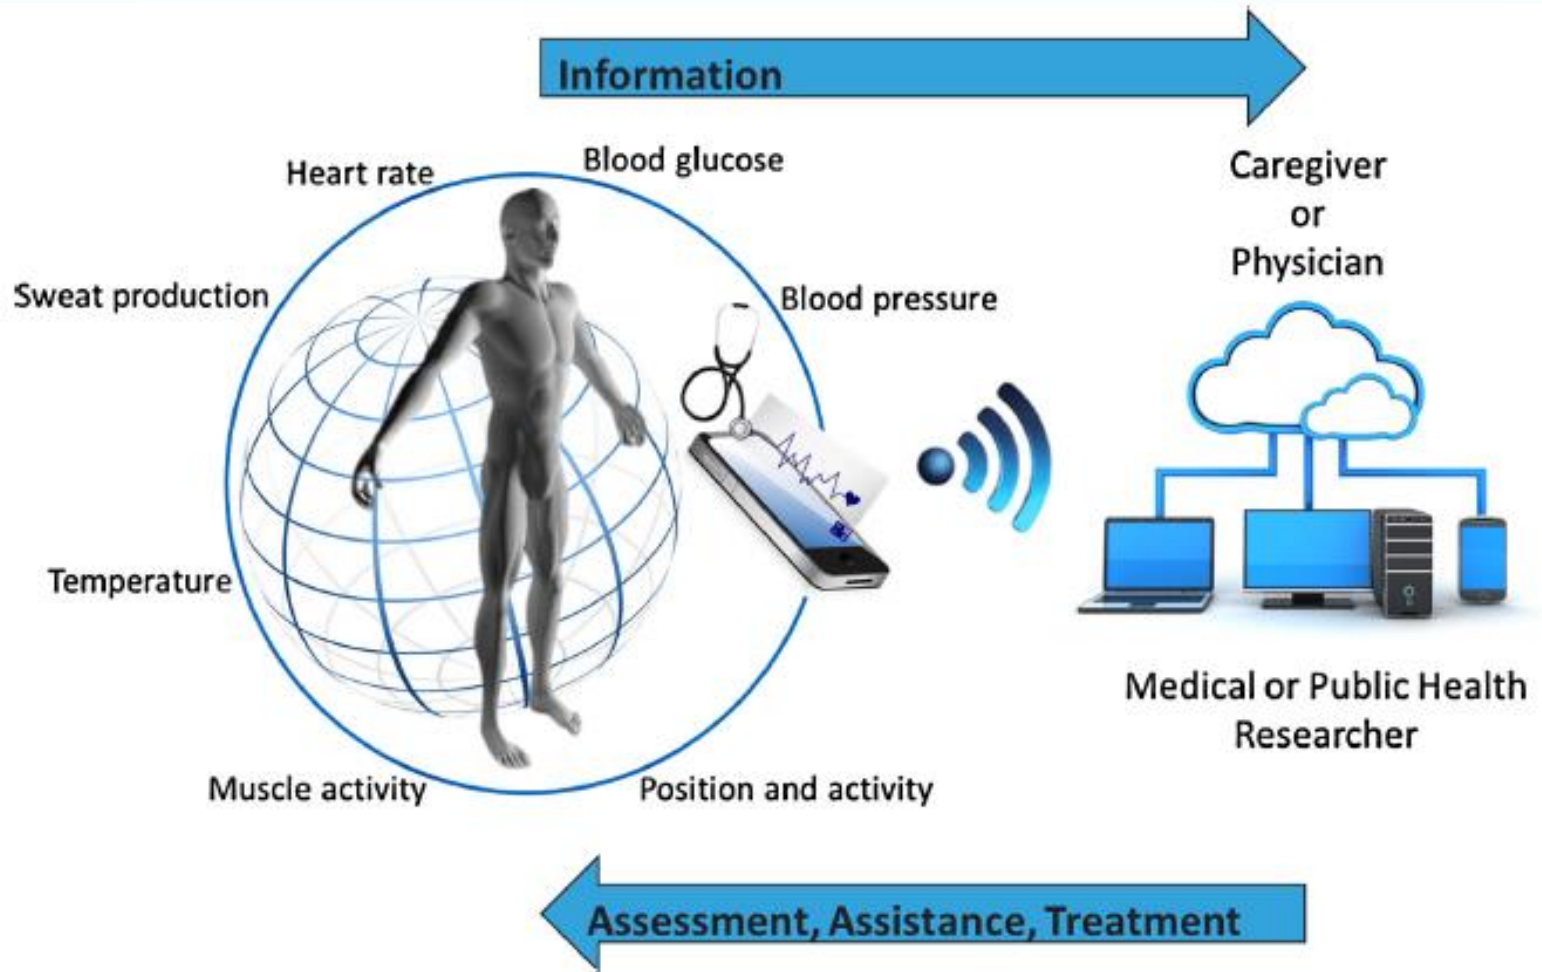 Information
Heart rate
Blood glucose
Caregiver
or
Physician
Sweat production
Blood pressure
Temperature
Medical or Public Health
Researcher
Muscle activity
Position and activity
Assessment, Assistance, Treatment